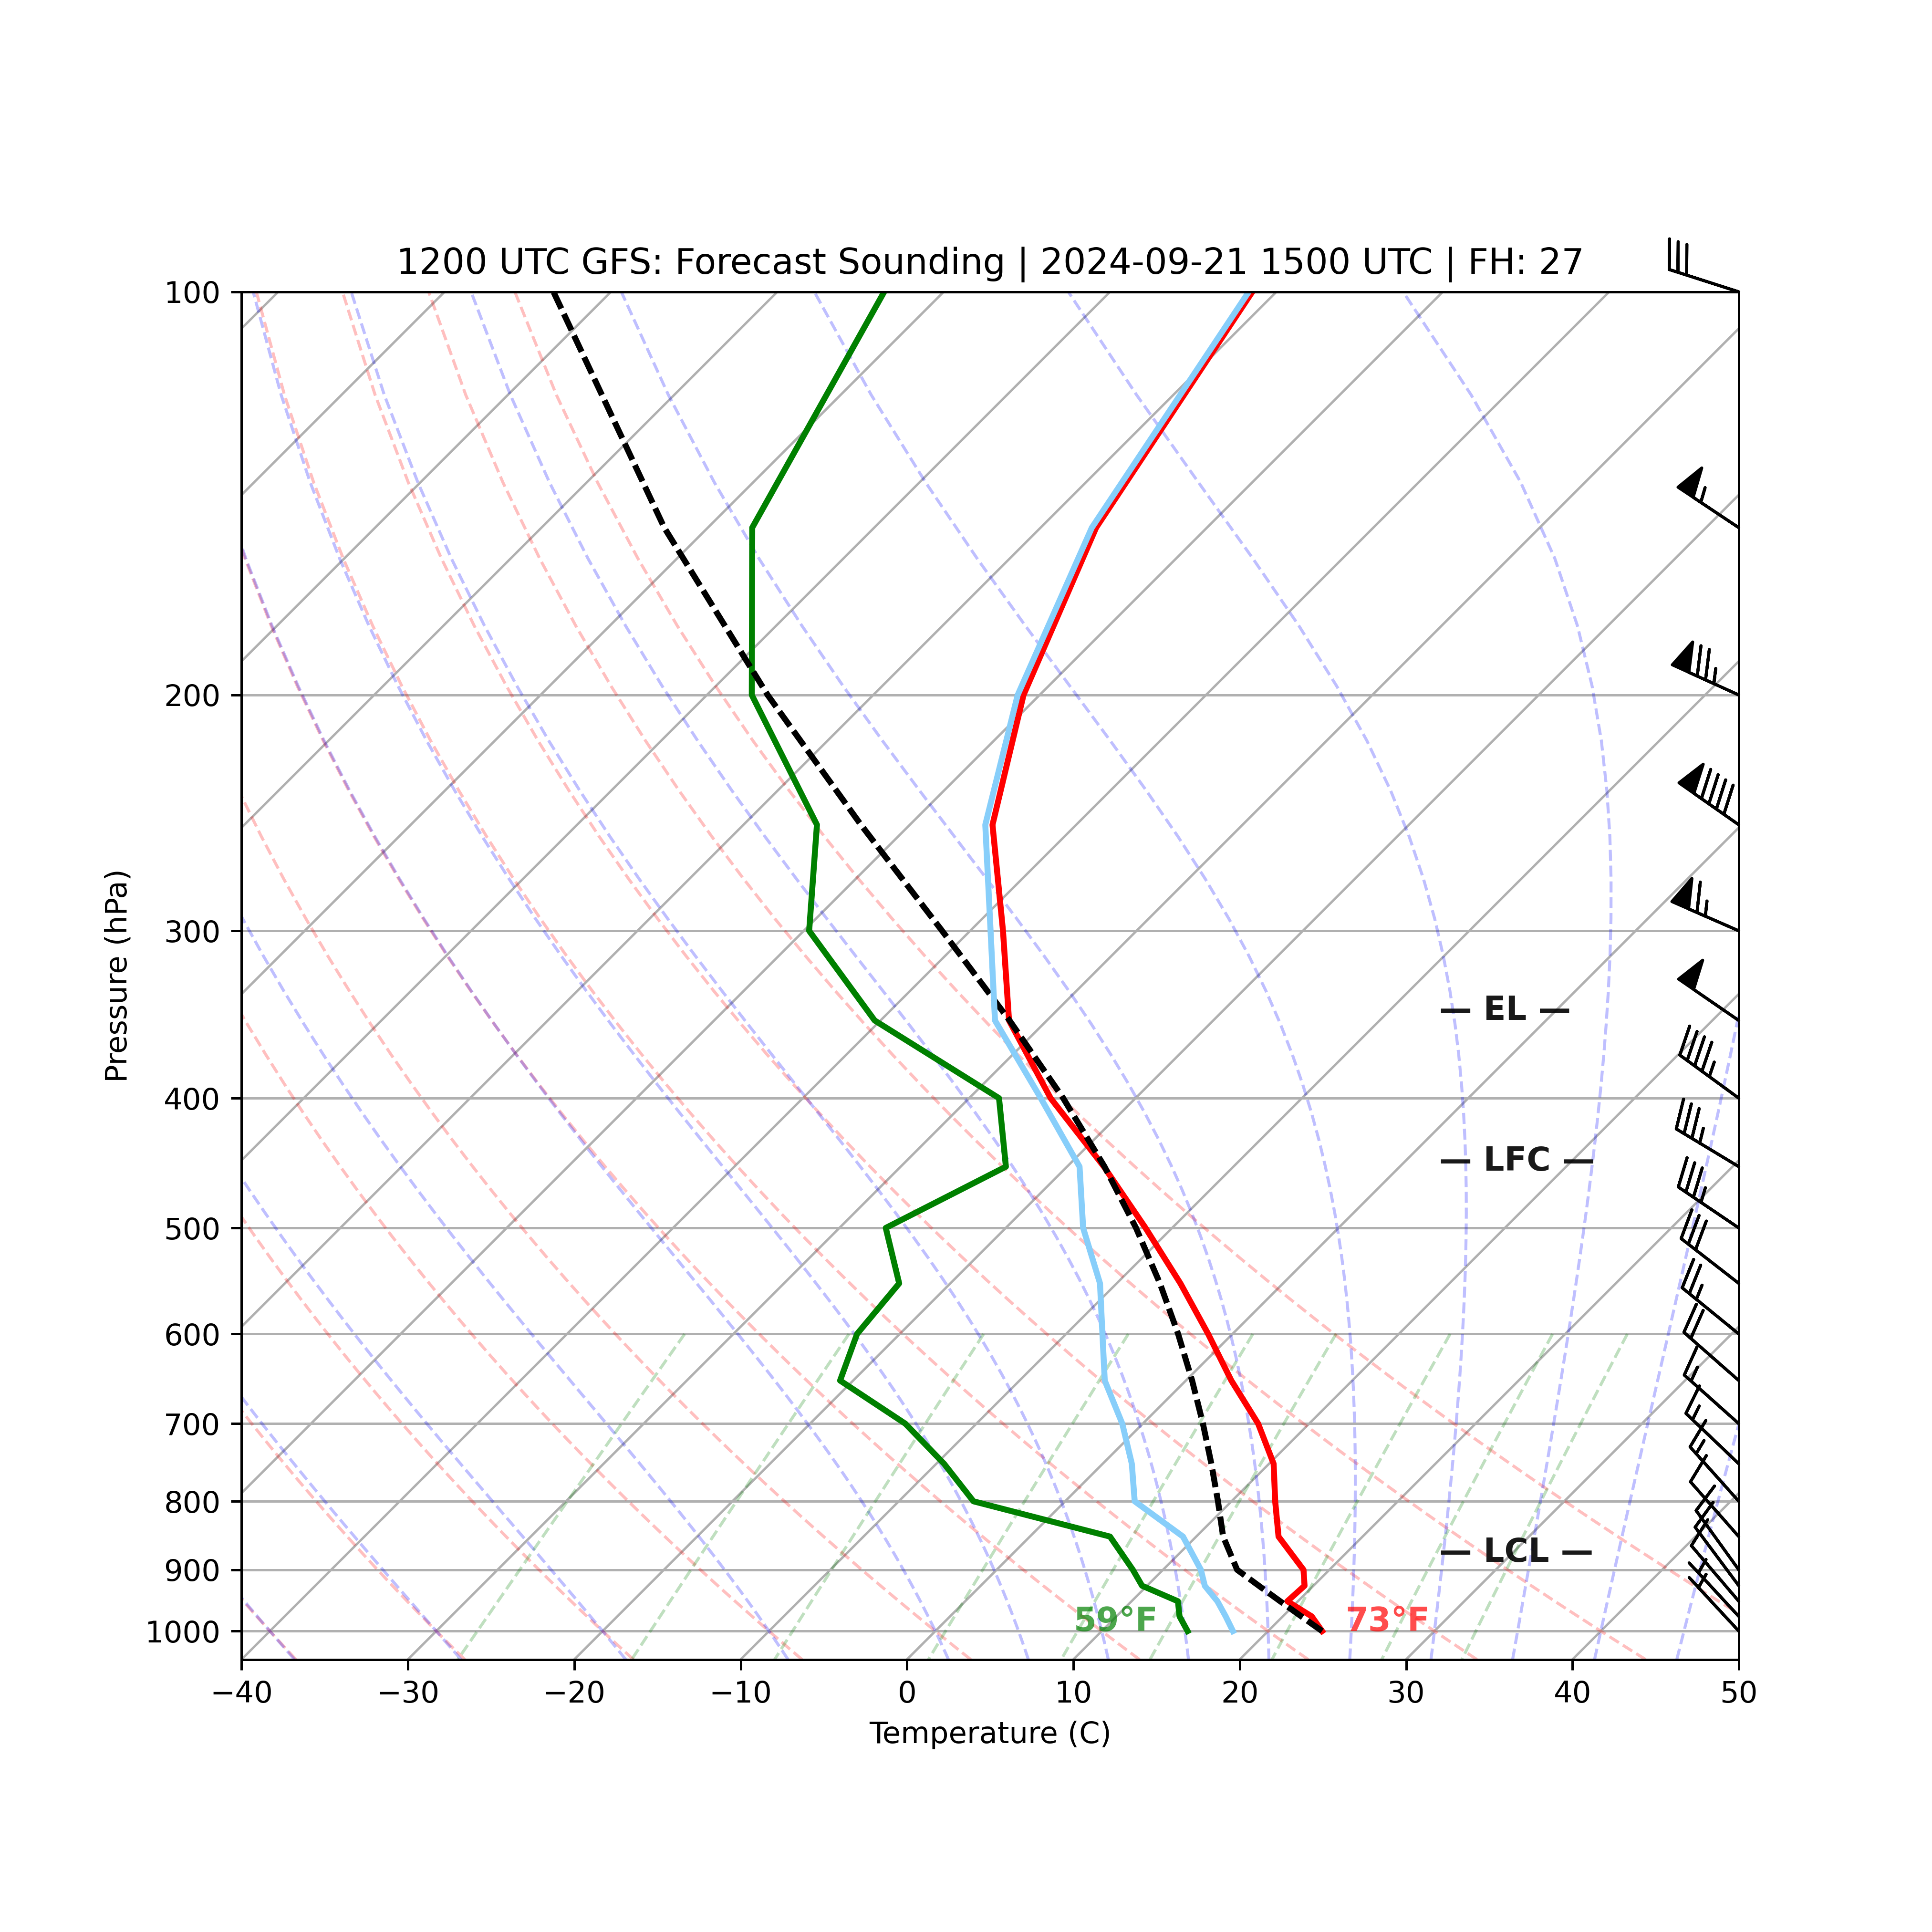 1200 UTC GFS: Forecast Sounding | 2024-09-21 1500 UTC | FH: 27
100
200
300
400
500
600
700
800
900
1000
Pressure (hPa)
— EL —
— LFC —
— LCL —
59°F
73°F
−40 −30 −20 −10 0 10 20 30 40 50
Temperature (C)